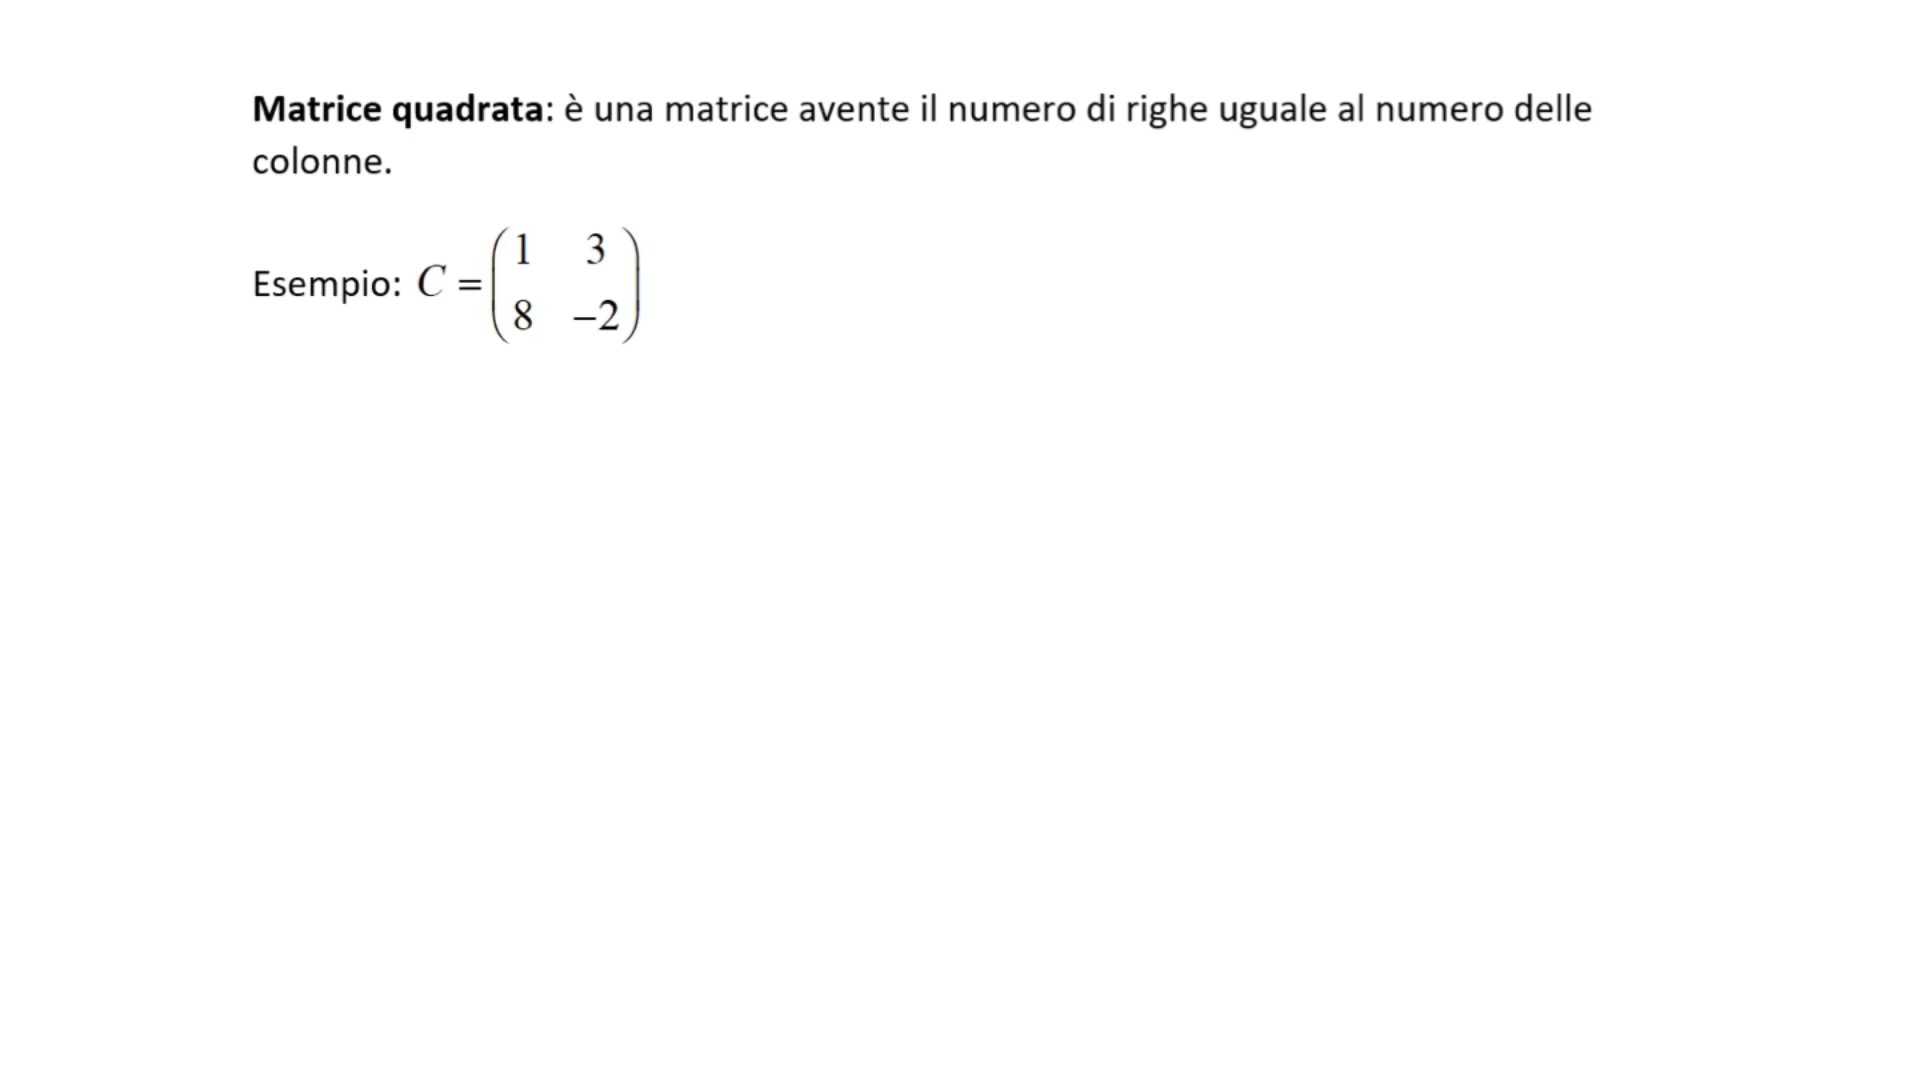 Matrice quadrata: è una matrice avente il numero di righe uguale al numero delle
colonne.
Esempio: C = ( 1 3
8 −2 )